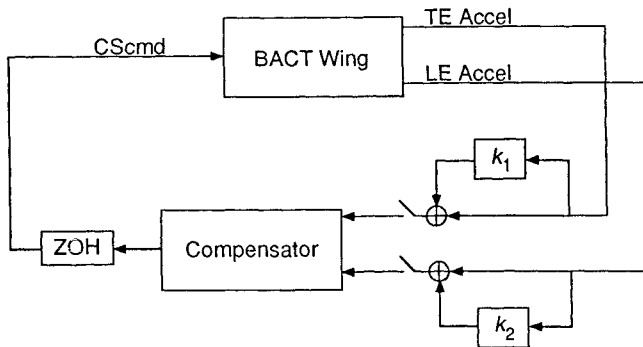 TE Accel
CScmd
BACT Wing
LE Accel
k1
Compensator
ZOH
k2